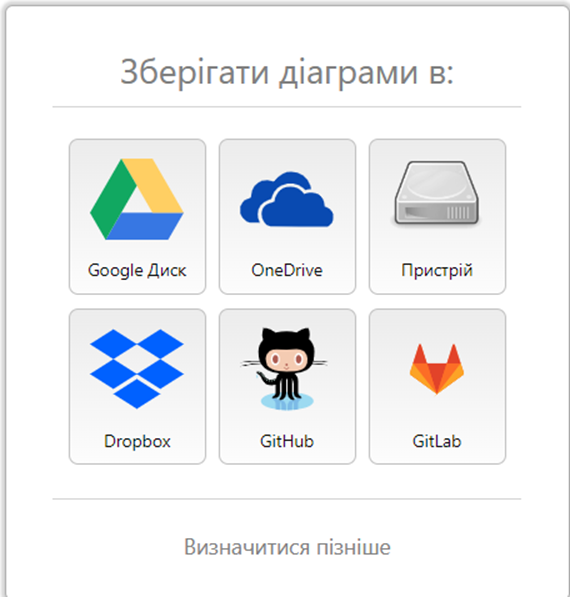 Зберігати діаграми в:
Google Диск
OneDrive
Пристрій
Dropbox
GitHub
GitLab
Визначитися пізніше